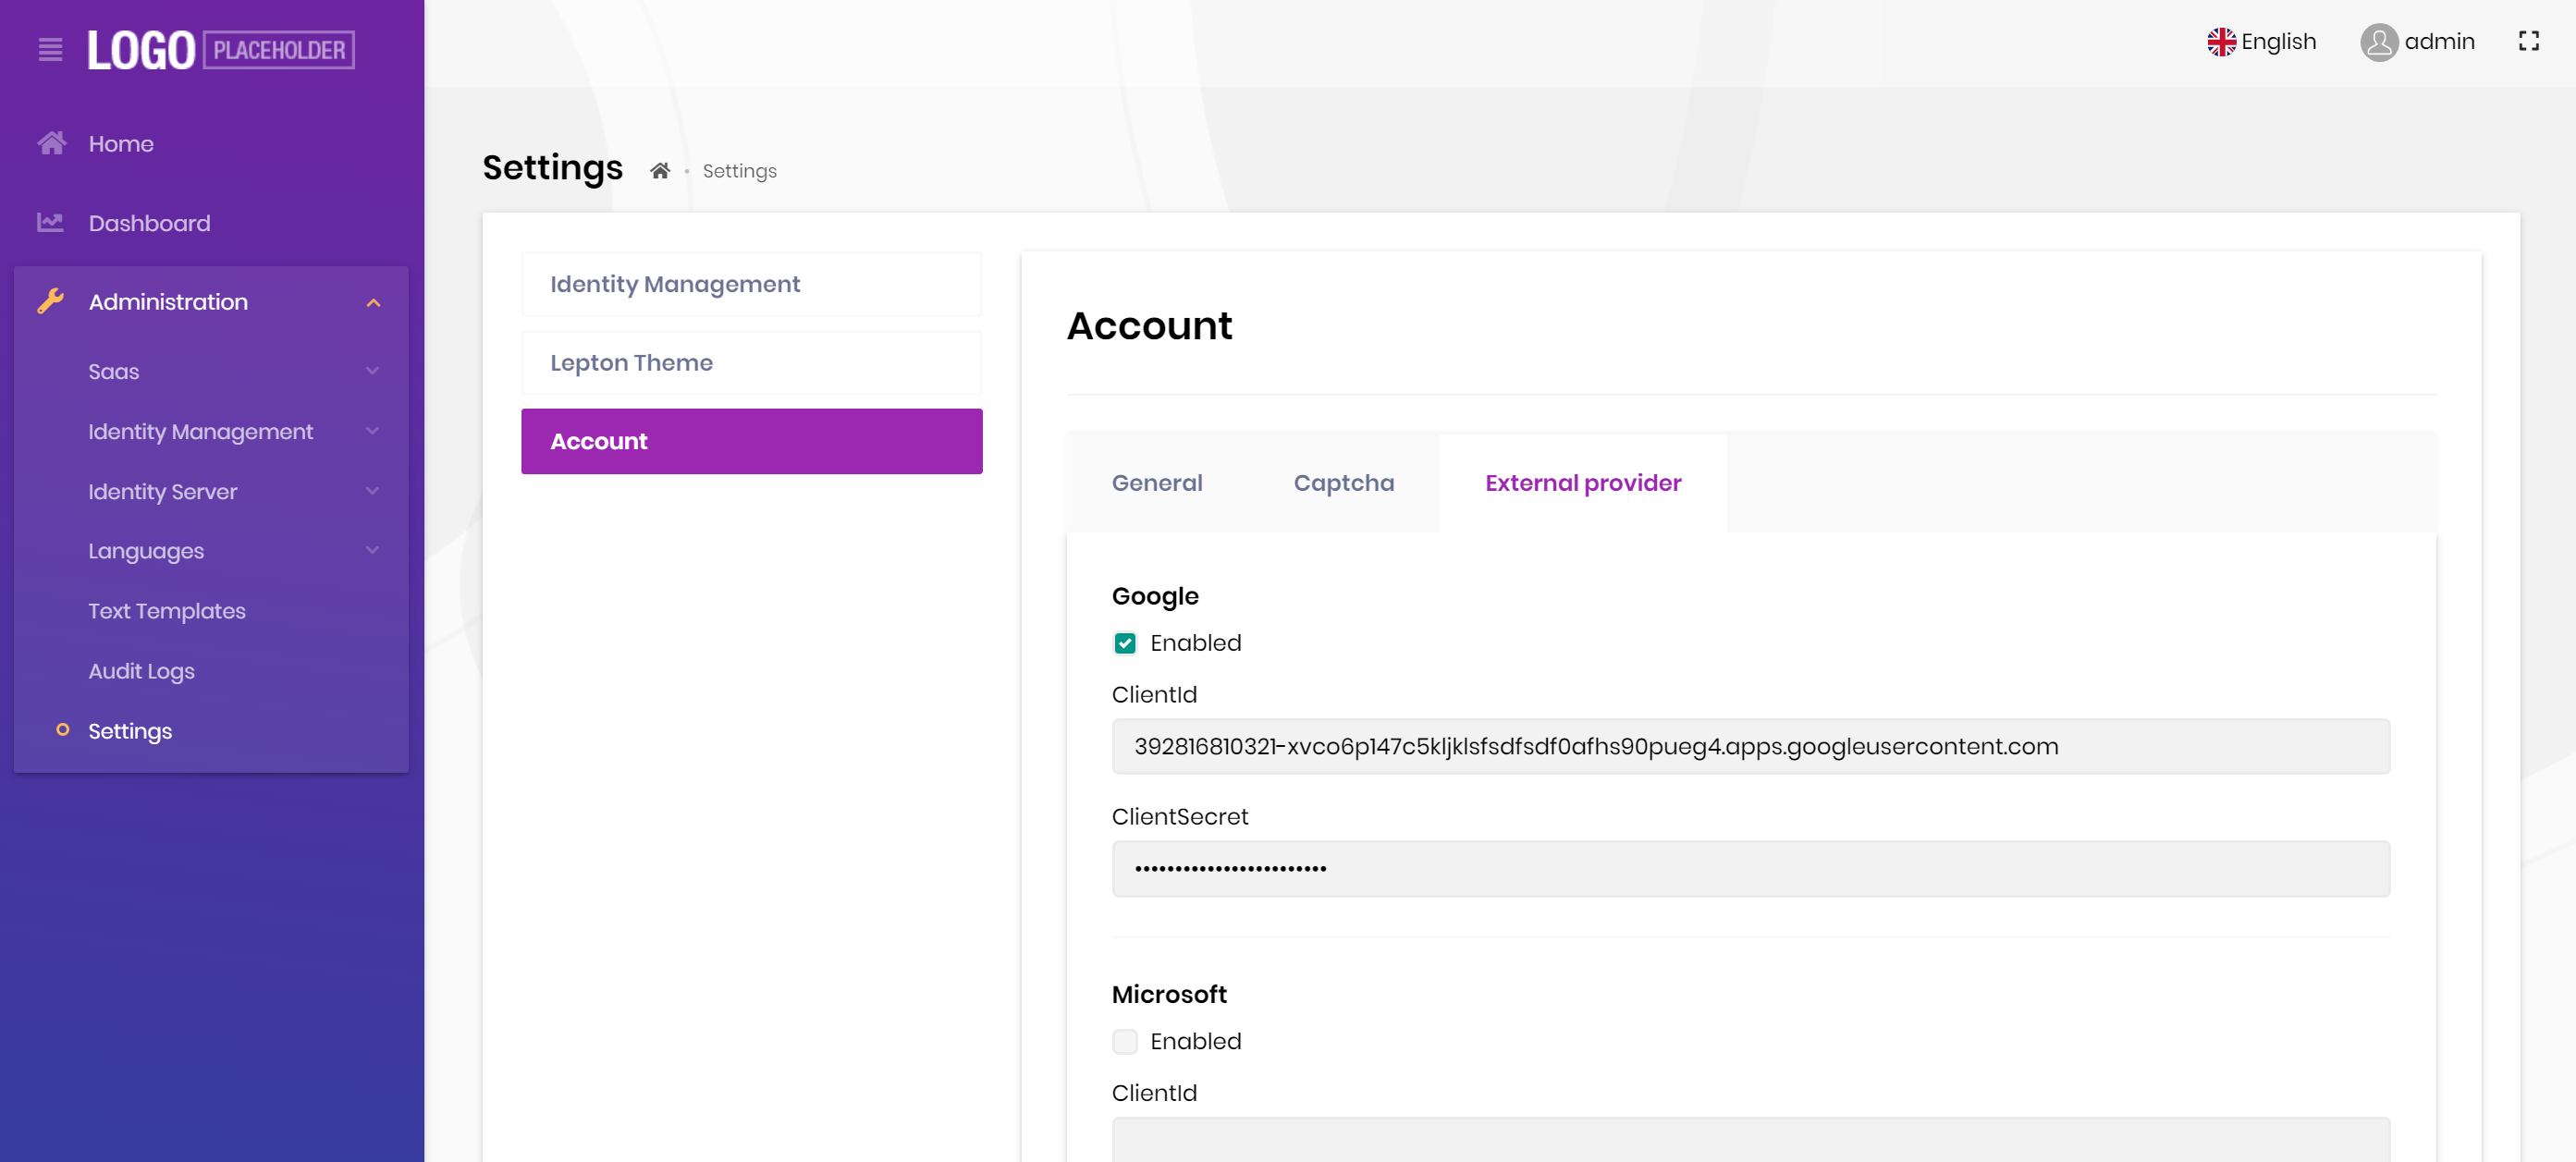 LOGO PLACEHOLDER
English
admin
Home
Dashboard
Administration
Saas
Identity Management
Identity Server
Languages
Text Templates
Audit Logs
Settings
Settings
Settings
Identity Management
Lepton Theme
Account
Account
General
Captcha
External provider
Google
Enabled
ClientId
392816810321-xvco6p147c5kljklsfsdfsdf0afhs90pueg4.apps.googleusercontent.com
ClientSecret
••••••••••••••••••••••••
Microsoft
Enabled
ClientId